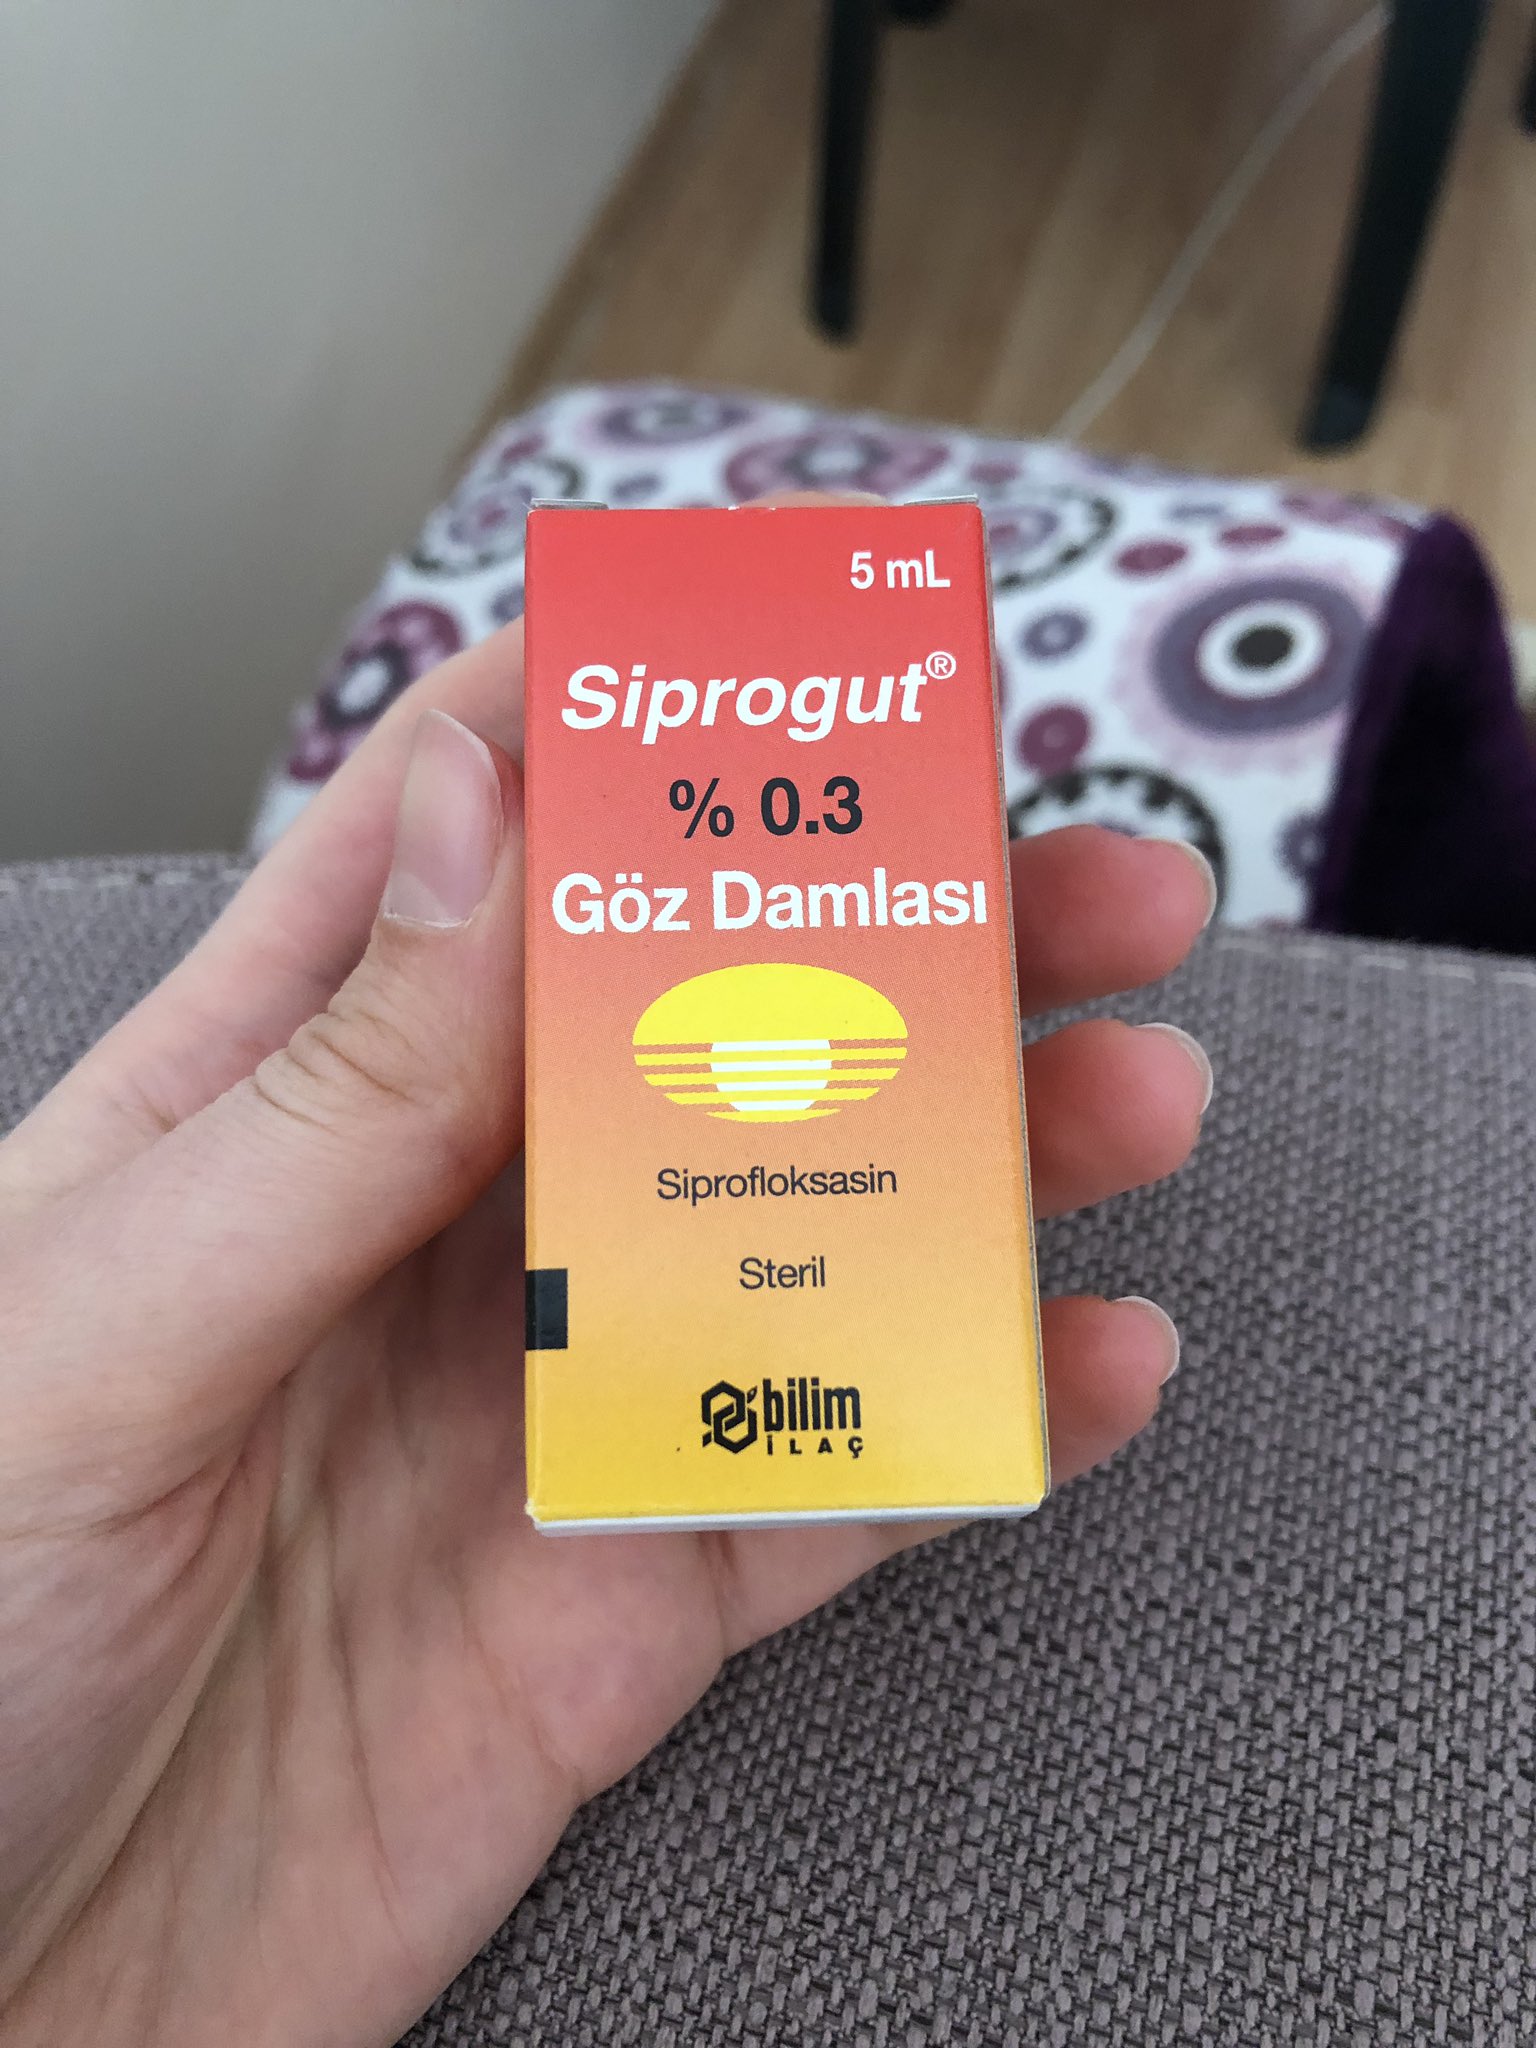 5 mL
Siprogut®
% 0.3
Göz Damlası
Siprofloksasin
Steril
bilim
İLAÇ